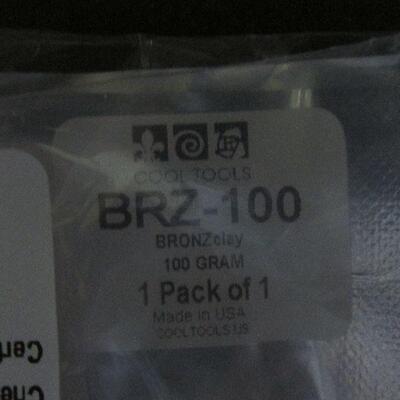 COOL TOOLS
BRZ-100
BRONZclay
100 GRAM
1 Pack of 1
Made in USA
COOLTOOLS.US